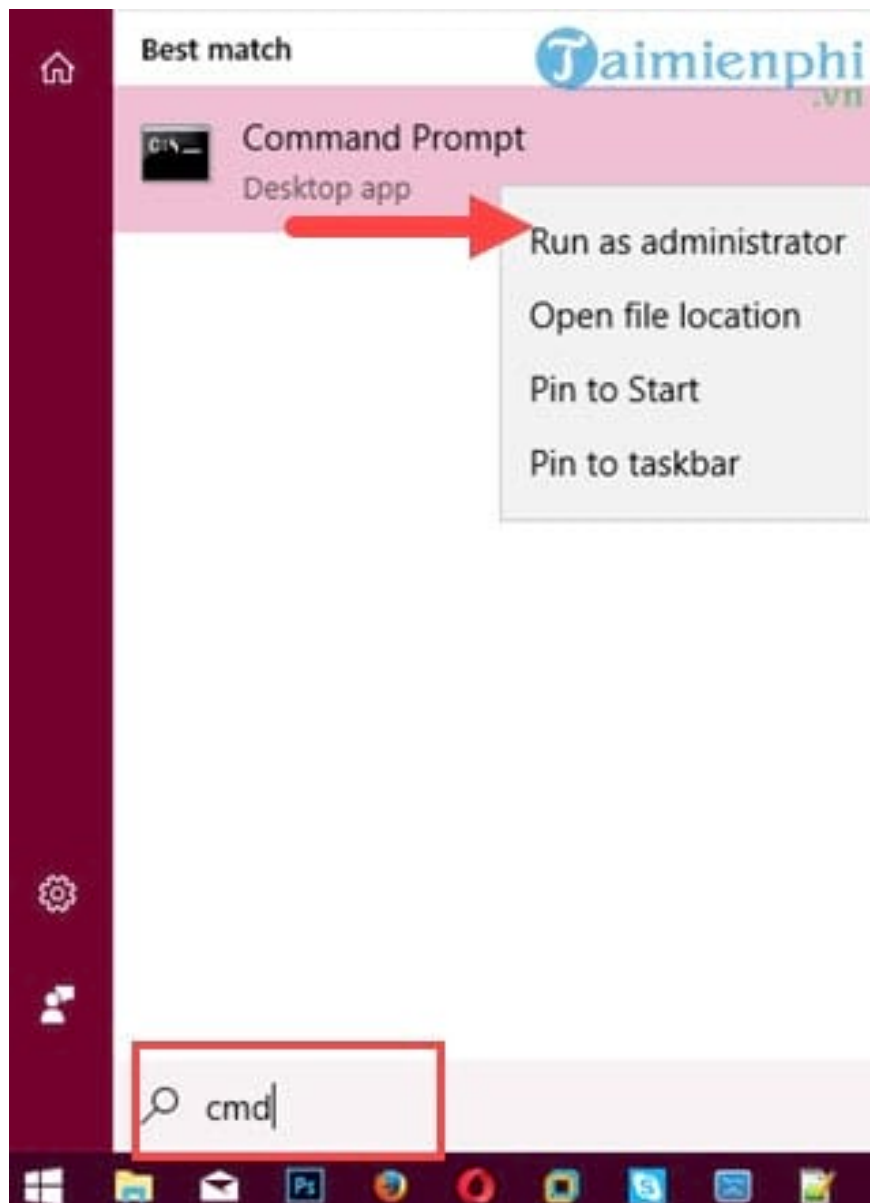 Best match
Taimienphi
.vn
C:\_
Command Prompt
Desktop app
Run as administrator
Open file location
Pin to Start
Pin to taskbar
cmd
Ps
S